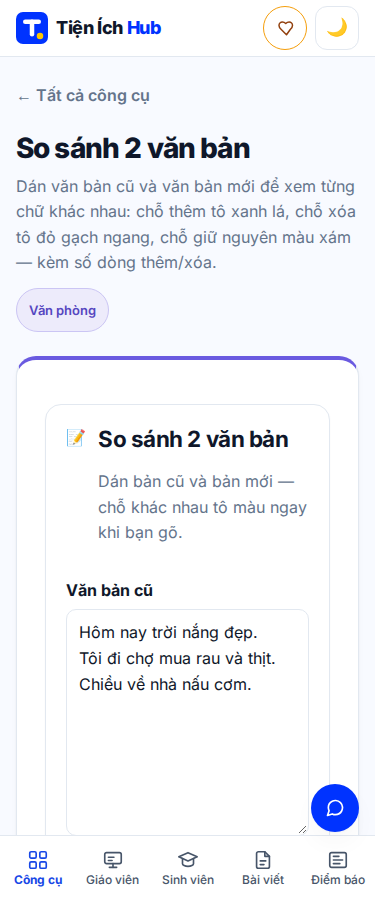 Tiện Ích Hub
← Tất cả công cụ
So sánh 2 văn bản
Dán văn bản cũ và văn bản mới để xem từng
chữ khác nhau: chỗ thêm tô xanh lá, chỗ xóa
tô đỏ gạch ngang, chỗ giữ nguyên màu xám
— kèm số dòng thêm/xóa.
Văn phòng
So sánh 2 văn bản
Dán bản cũ và bản mới —
chỗ khác nhau tô màu ngay
khi bạn gõ.
Văn bản cũ
Hôm nay trời nắng đẹp.
Tôi đi chợ mua rau và thịt.
Chiều về nhà nấu cơm.
Công cụ
Giáo viên
Sinh viên
Bài viết
Điểm báo